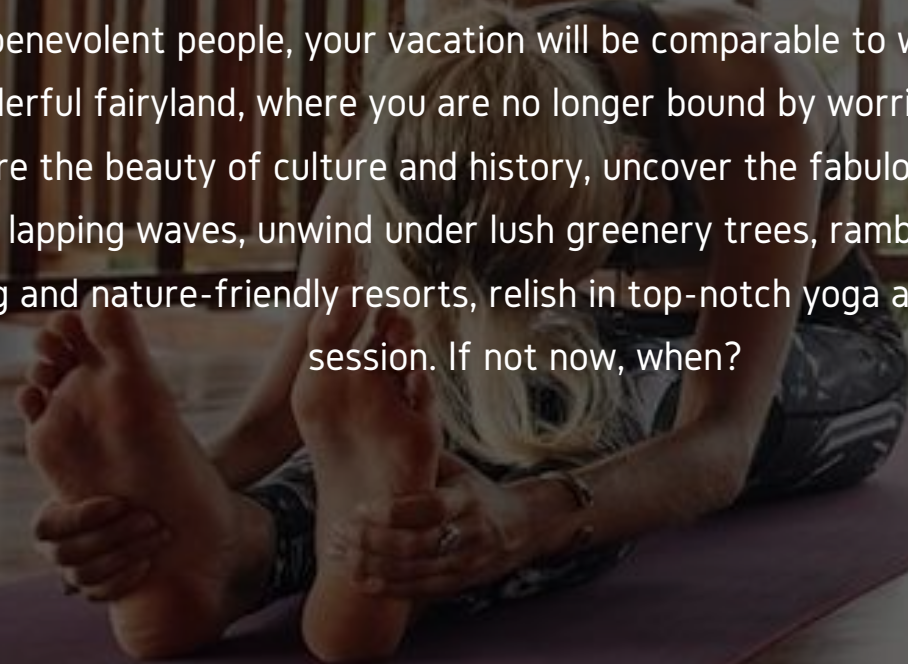 benevolent people, your vacation will be comparable to
fairyland, where you are no longer bound by
the beauty of culture and history, uncover the
lapping waves, unwind under lush greenery trees,
and nature-friendly resorts, relish in top-notch yoga
session. If not now, when?